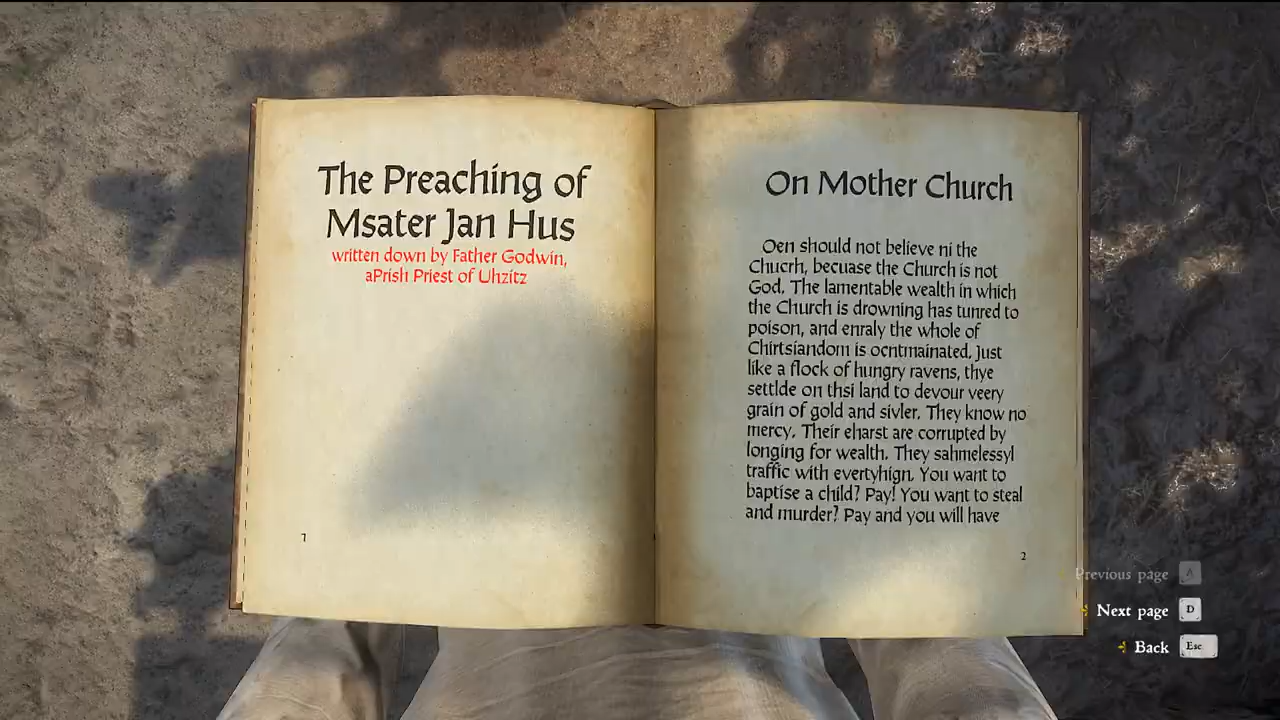 The Preaching of
Msater Jan Hus
written down by Father Godwin,
aPrish Priest of Uhzitz
1
On Mother Church
Oen should not believe ni the
Chucrh, becuase the Church is not
God. The lamentable wealth in which
the Church is drowning has tunred to
poison, and enraly the whole of
Chirtsiandom is ocntmainated. Just
like a flock of hungry ravens, thye
settlde on thsi land to devour veery
grain of gold and sivler. They know no
mercy. Their eharst are corrupted by
longing for wealth. They sahmelessyl
traffic with evertyhign. You want to
baptise a child? Pay! You want to steal
and murder? Pay and you will have
2
Previous page A
Next page D
Back Esc